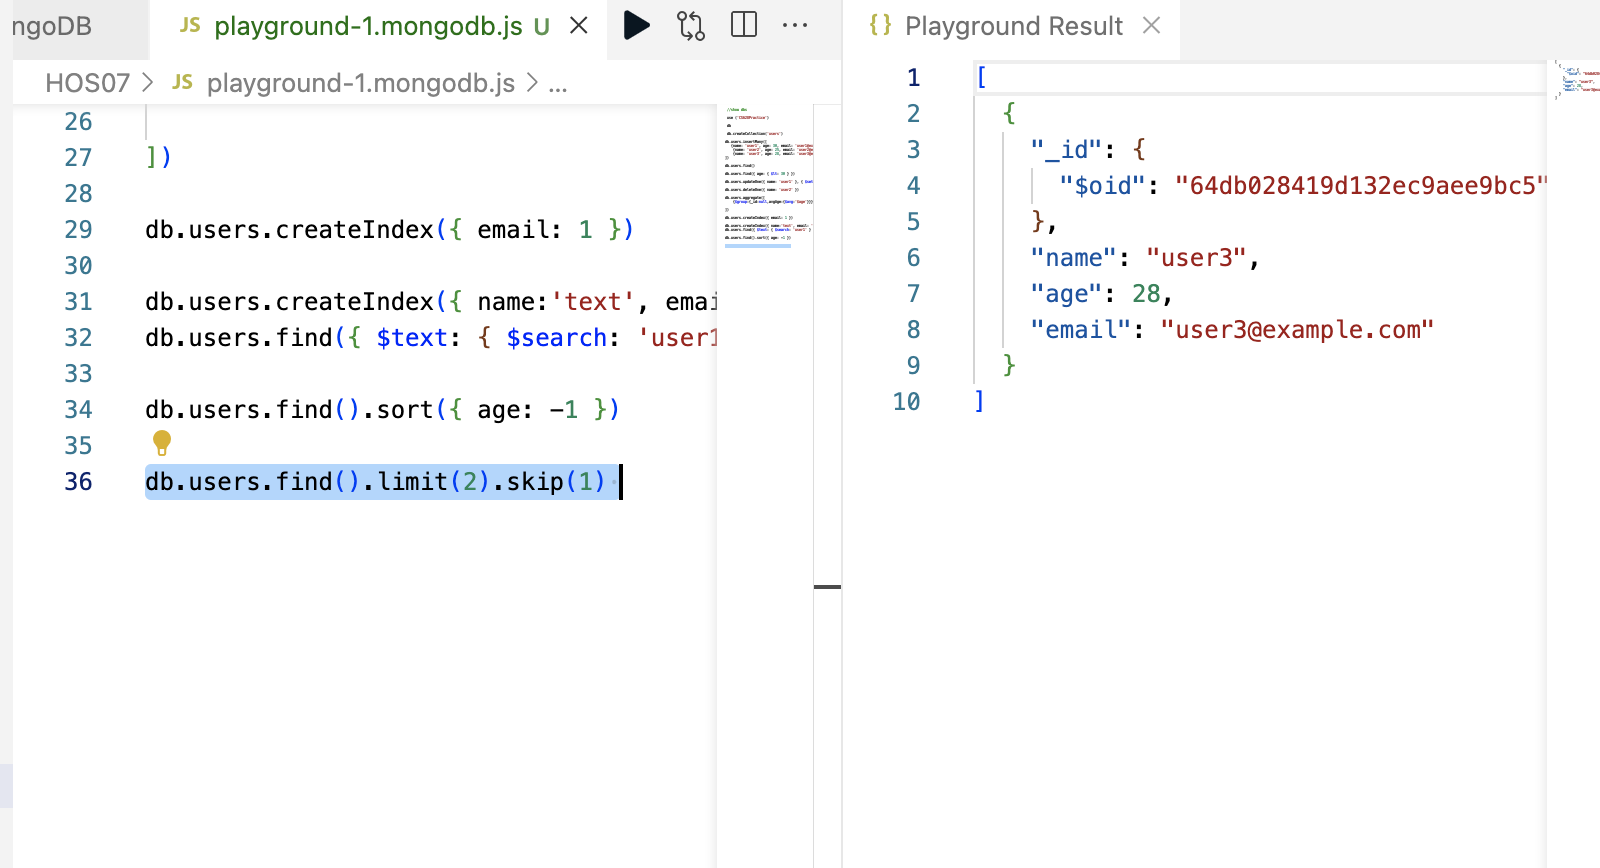 ngoDB
JS playground-1.mongodb.js U
HOS07 > JS playground-1.mongodb.js > ...
26
27 ])
28
29 db.users.createIndex({ email: 1 })
30
31 db.users.createIndex({ name:'text', emai
32 db.users.find({ $text: { $search: 'user1
33
34 db.users.find().sort({ age: -1 })
35
36 db.users.find().limit(2).skip(1)
{} Playground Result
1 [
2 {
3 "_id": {
4 "$oid": "64db028419d132ec9aee9bc5"
5 },
6 "name": "user3",
7 "age": 28,
8 "email": "user3@example.com"
9 }
10 ]